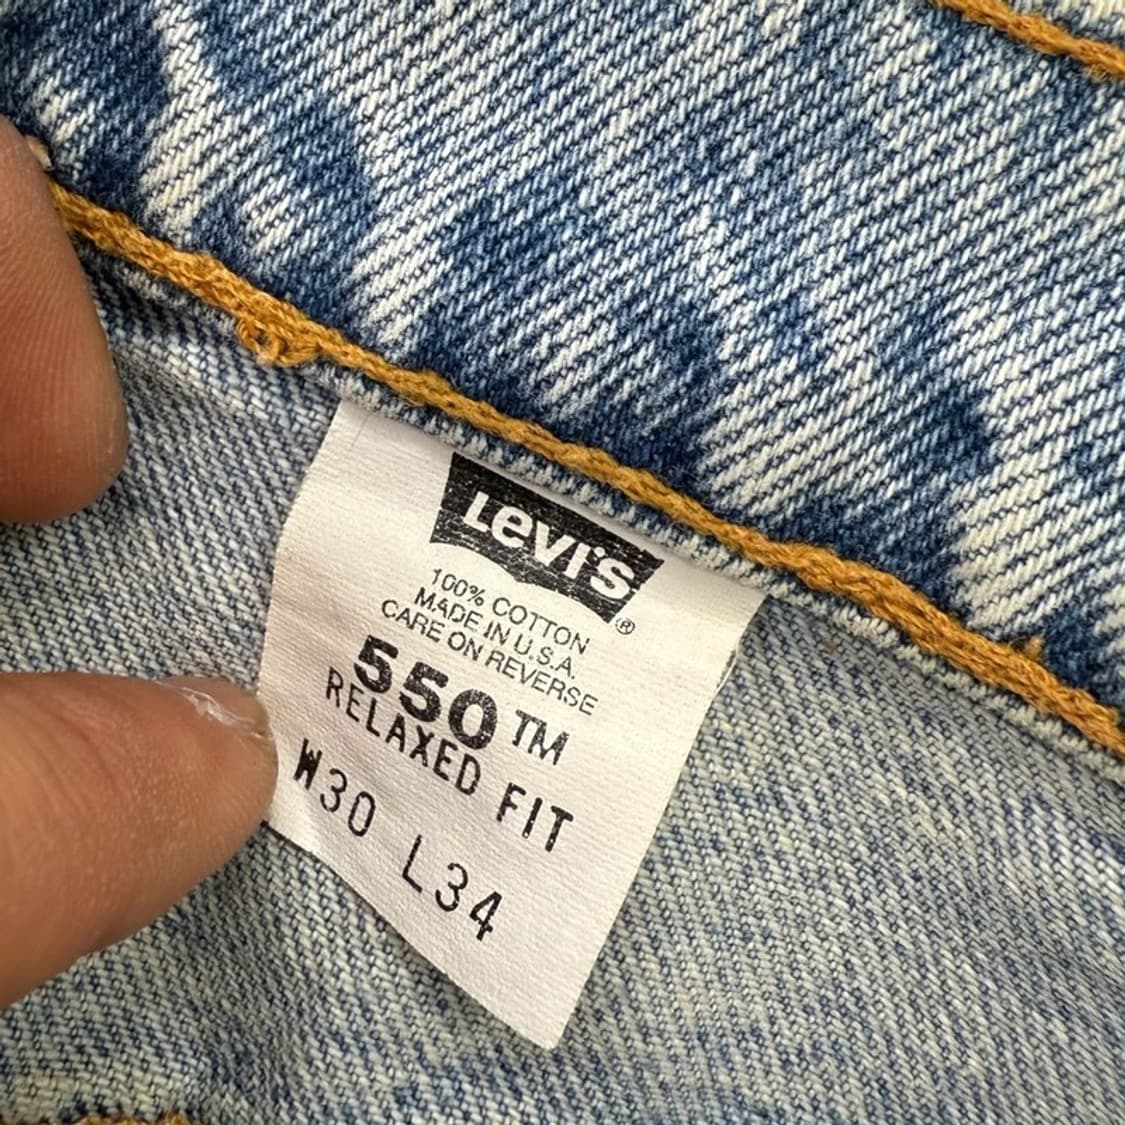 Levi's ®
100% COTTON
MADE IN U.S.A.
CARE ON REVERSE
550™
RELAXED FIT
W30 L34